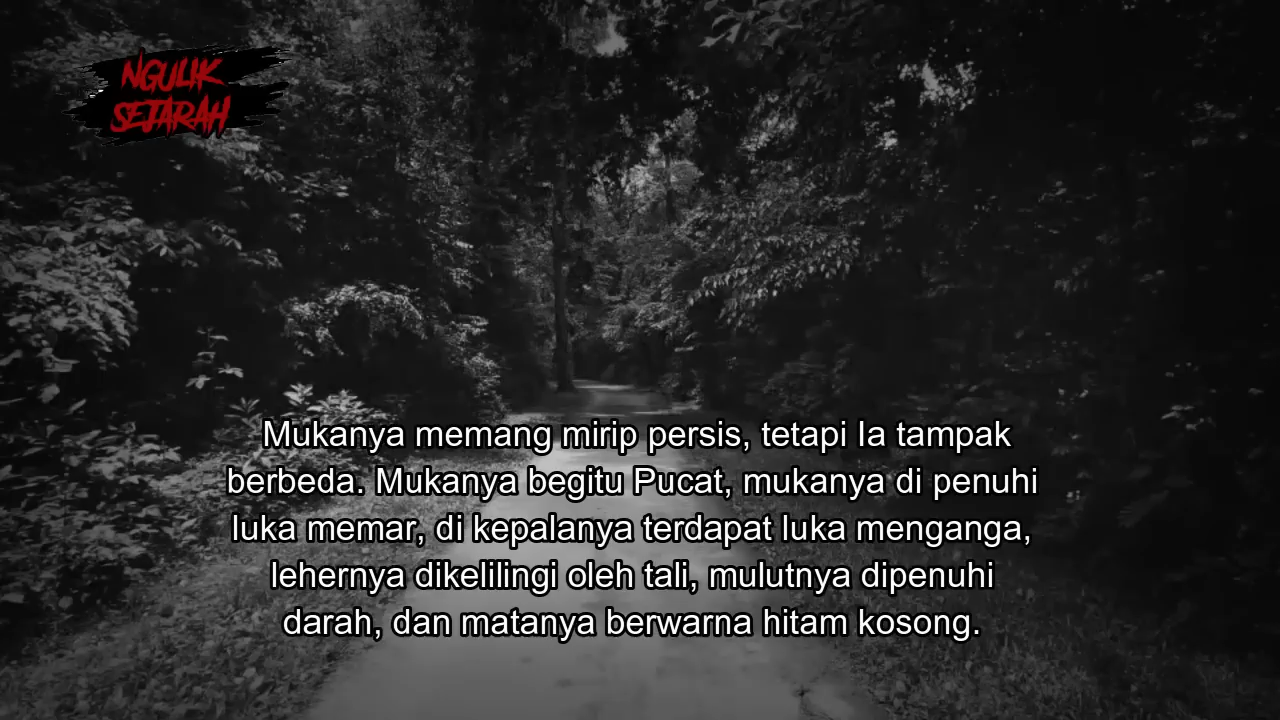 NGULIK
SEJARAH
Mukanya memang mirip persis, tetapi Ia tampak
berbeda. Mukanya begitu Pucat, mukanya di penuhi
luka memar, di kepalanya terdapat luka menganga,
lehernya dikelilingi oleh tali, mulutnya dipenuhi
darah, dan matanya berwarna hitam kosong.